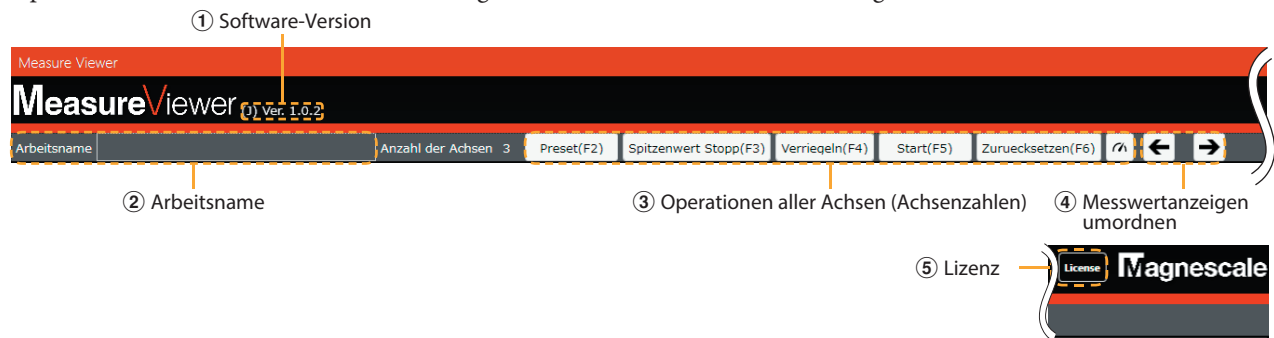 ① Software-Version
Measure Viewer
MeasureViewer (J) Ver. 1.0.2
Arbeitsname Anzahl der Achsen 3 Preset(F2) Spitzenwert Stopp(F3) Verriegeln(F4) Start(F5) Zuruecksetzen(F6)
② Arbeitsname
③ Operationen aller Achsen (Achsenzahlen)
④ Messwertanzeigen
umordnen
⑤ Lizenz
License Magnescale